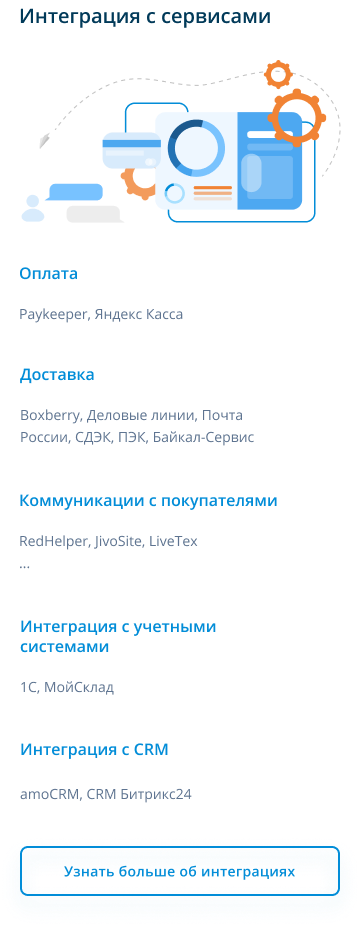 Интеграция с сервисами
Оплата
Paykeeper, Яндекс Касса
Доставка
Boxberry, Деловые линии, Почта
России, СДЭК, ПЭК, Байкал-Сервис
Коммуникации с покупателями
RedHelper, JivoSite, LiveTex
...
Интеграция с учетными
системами
1С, МойСклад
Интеграция с CRM
amoCRM, CRM Битрикс24
Узнать больше об интеграциях